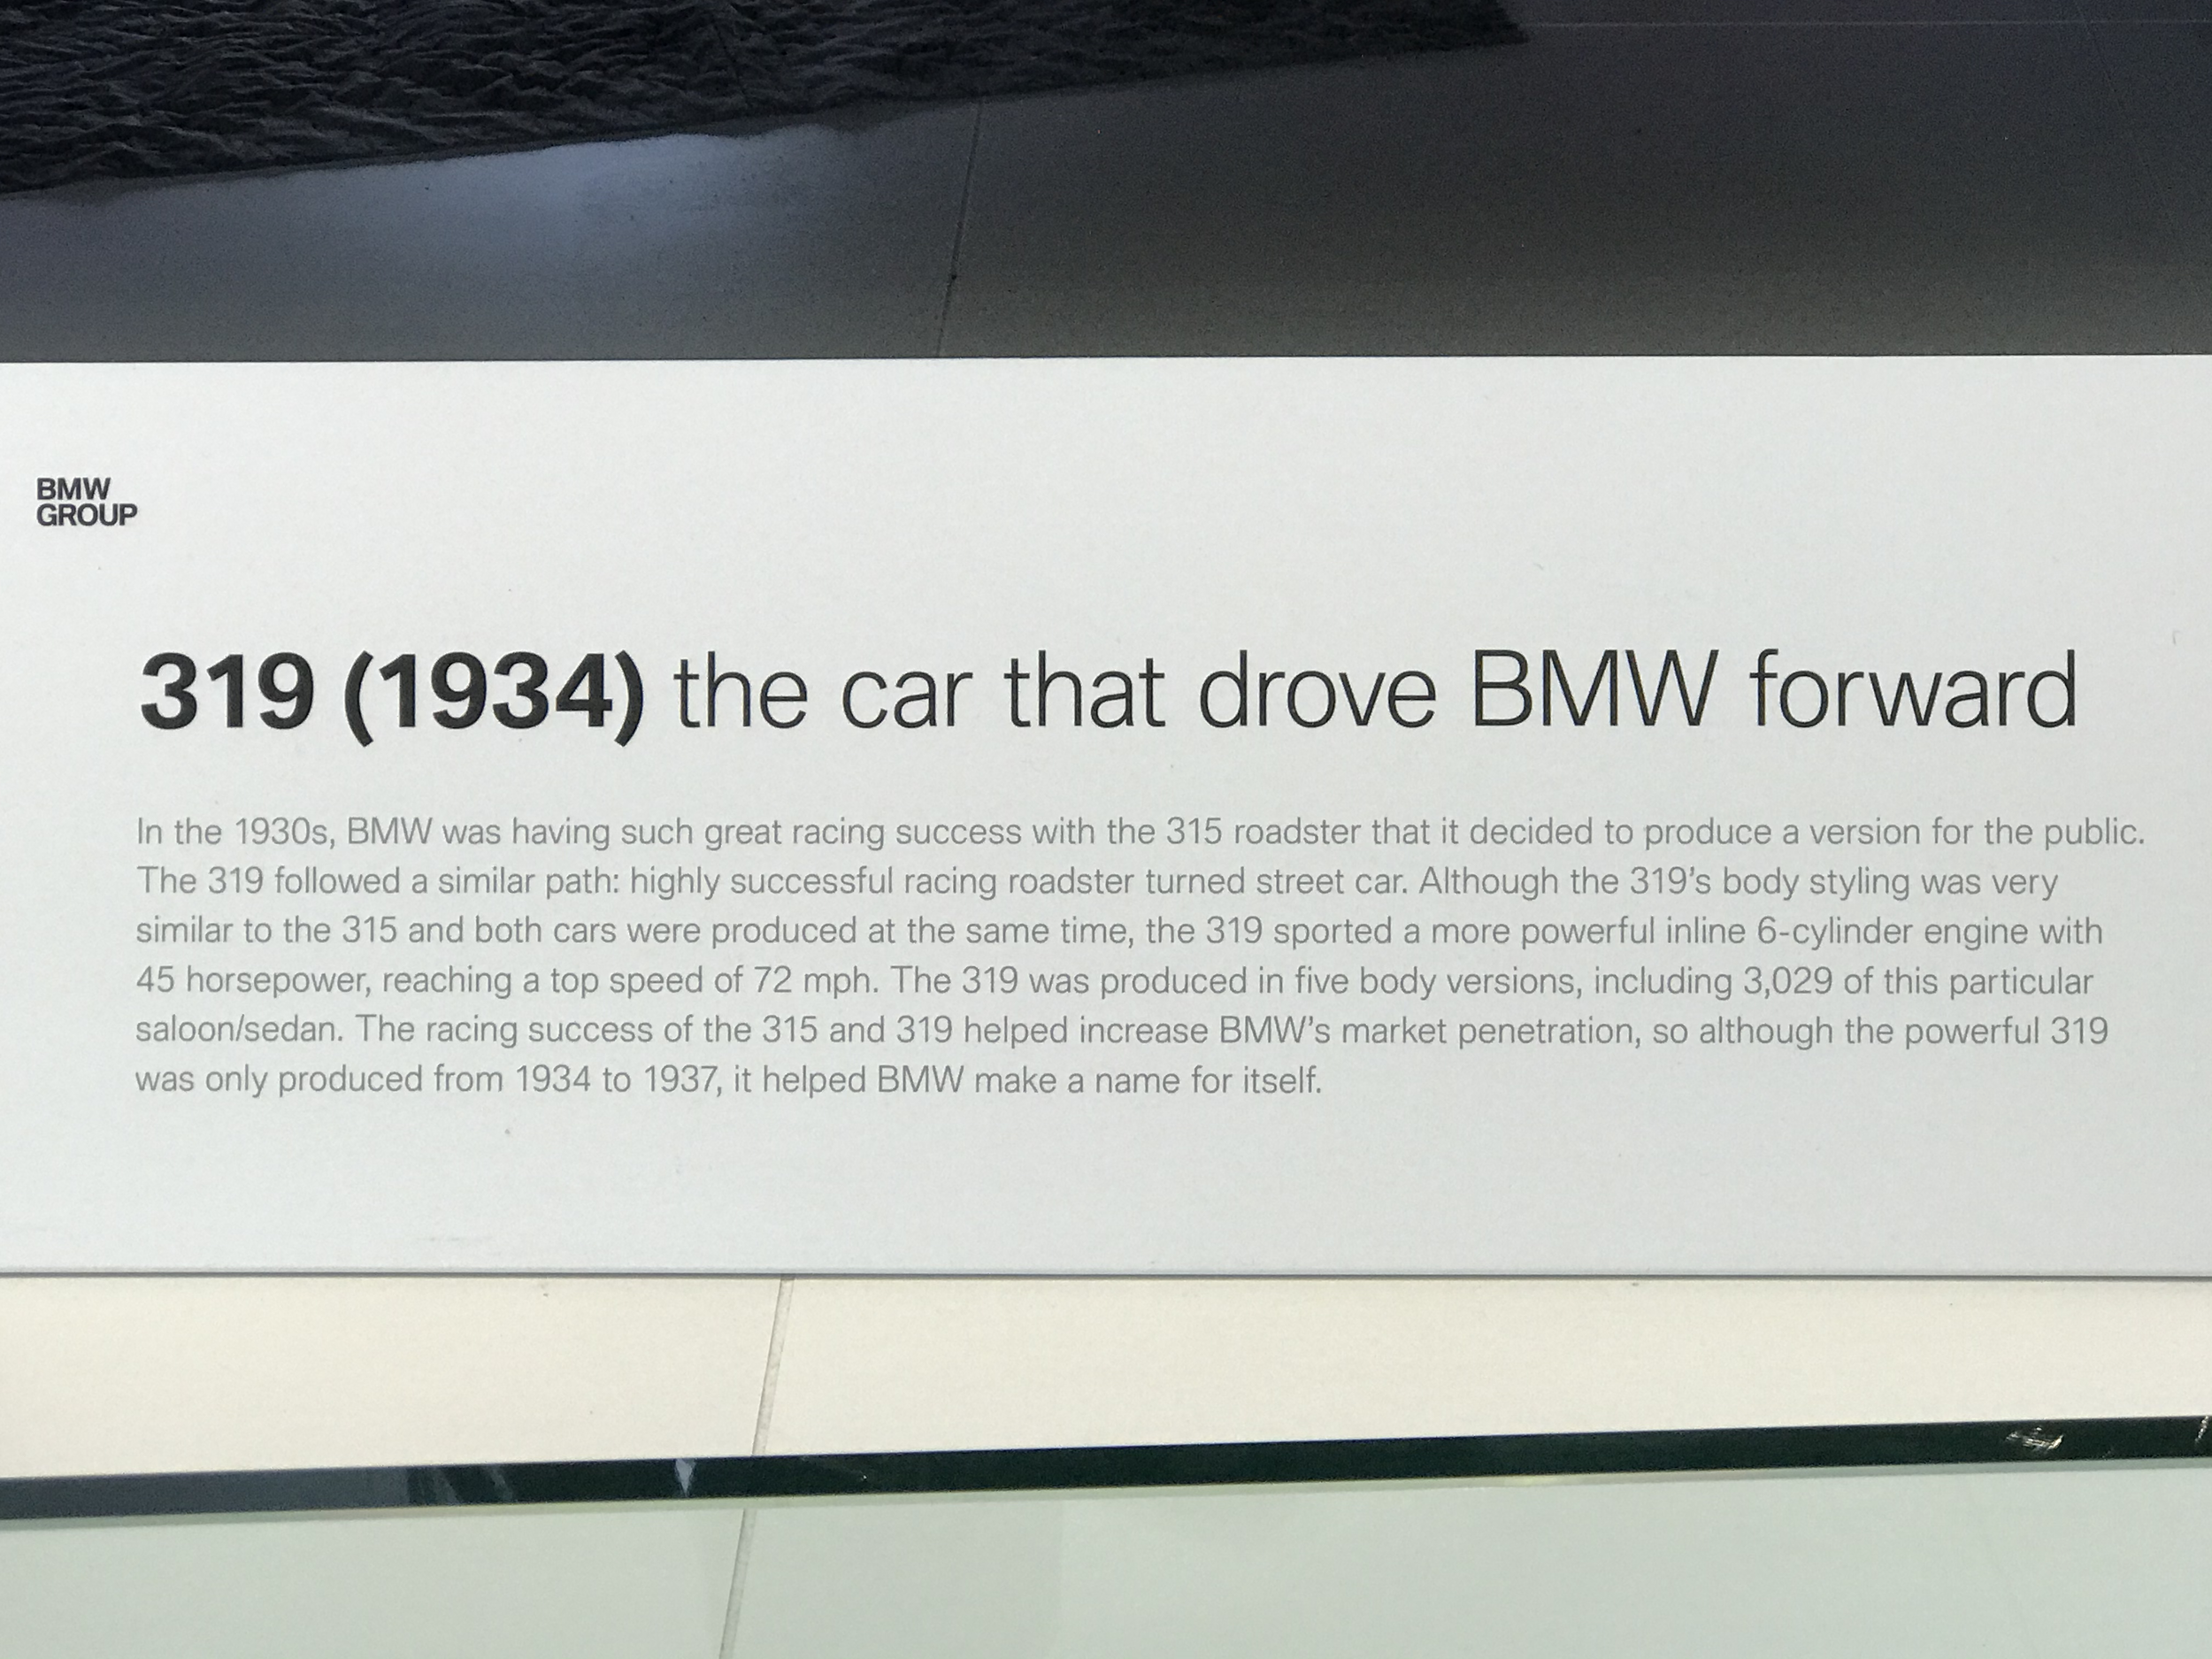 BMW
GROUP
319 (1934) the car that drove BMW forward
In the 1930s, BMW was having such great racing success with the 315 roadster that it decided to produce a version for the public.
The 319 followed a similar path: highly successful racing roadster turned street car. Although the 319’s body styling was very
similar to the 315 and both cars were produced at the same time, the 319 sported a more powerful inline 6-cylinder engine with
45 horsepower, reaching a top speed of 72 mph. The 319 was produced in five body versions, including 3,029 of this particular
saloon/sedan. The racing success of the 315 and 319 helped increase BMW’s market penetration, so although the powerful 319
was only produced from 1934 to 1937, it helped BMW make a name for itself.